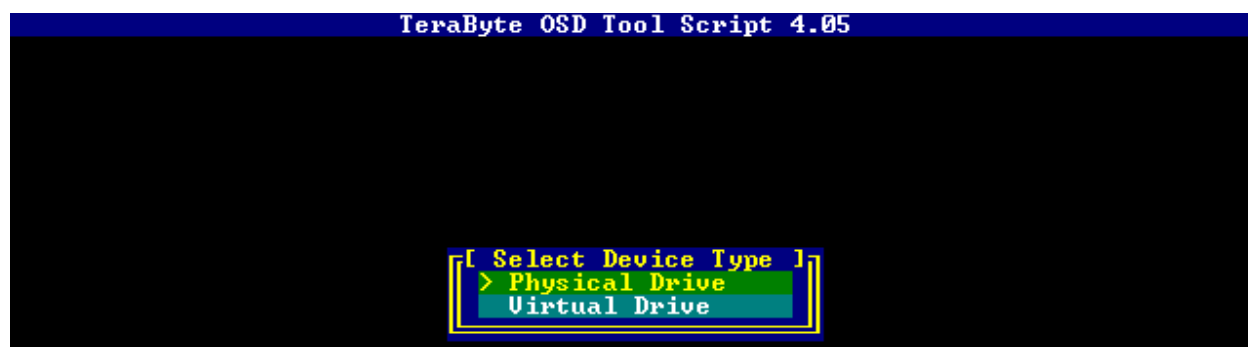 TeraByte OSD Tool Script 4.05
[ Select Device Type ]
> Physical Drive
Virtual Drive